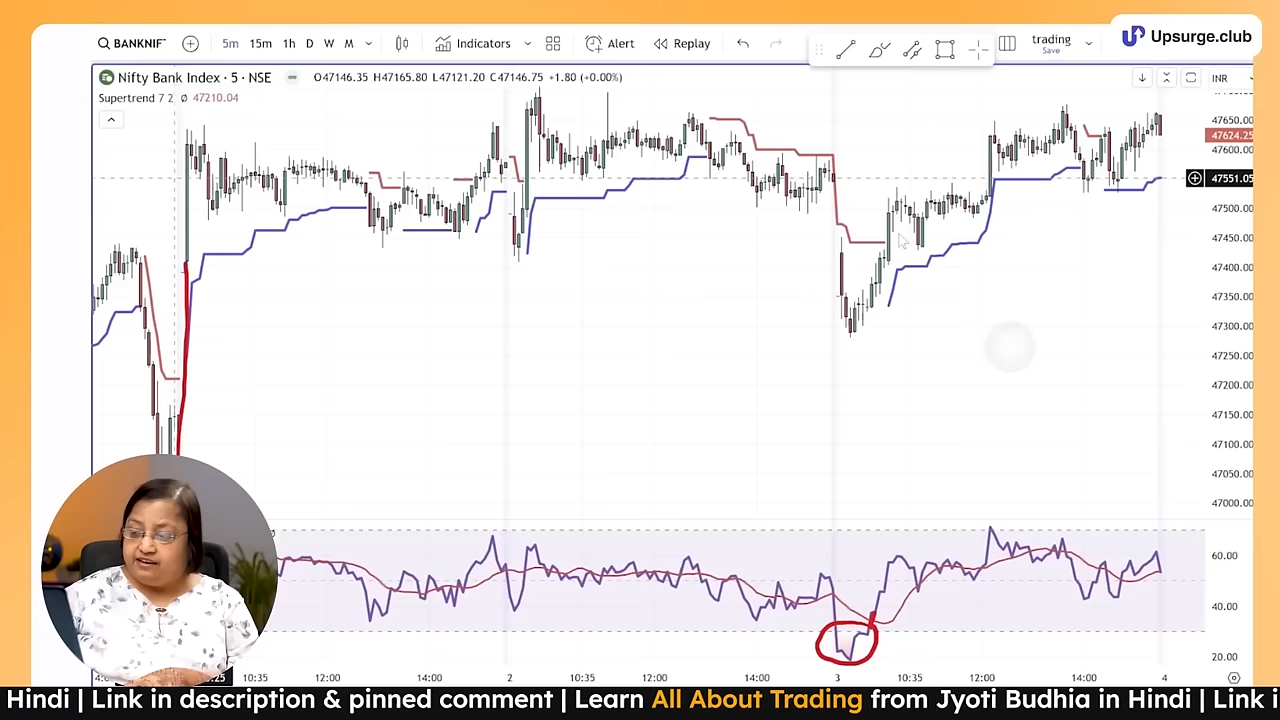 BANKNIF
5m 15m 1h D W M
Indicators
Alert
Replay
trading
Save
Upsurge.club
Nifty Bank Index · 5 · NSE
O47146.35 H47165.80 L47121.20 C47146.75 +1.80 (+0.00%)
INR
Supertrend 7 2 Ø 47210.04
47650.00
47624.25
47600.00
47551.05
47500.00
47450.00
47400.00
47350.00
47300.00
47250.00
47200.00
47150.00
47100.00
47050.00
47000.00
60.00
40.00
20.00
10:35 12:00 14:00 2 10:35 12:00 14:00 3 10:35 12:00 14:00 4
Hindi | Link in description & pinned comment | Learn All About Trading from Jyoti Budhia in Hindi | Link i